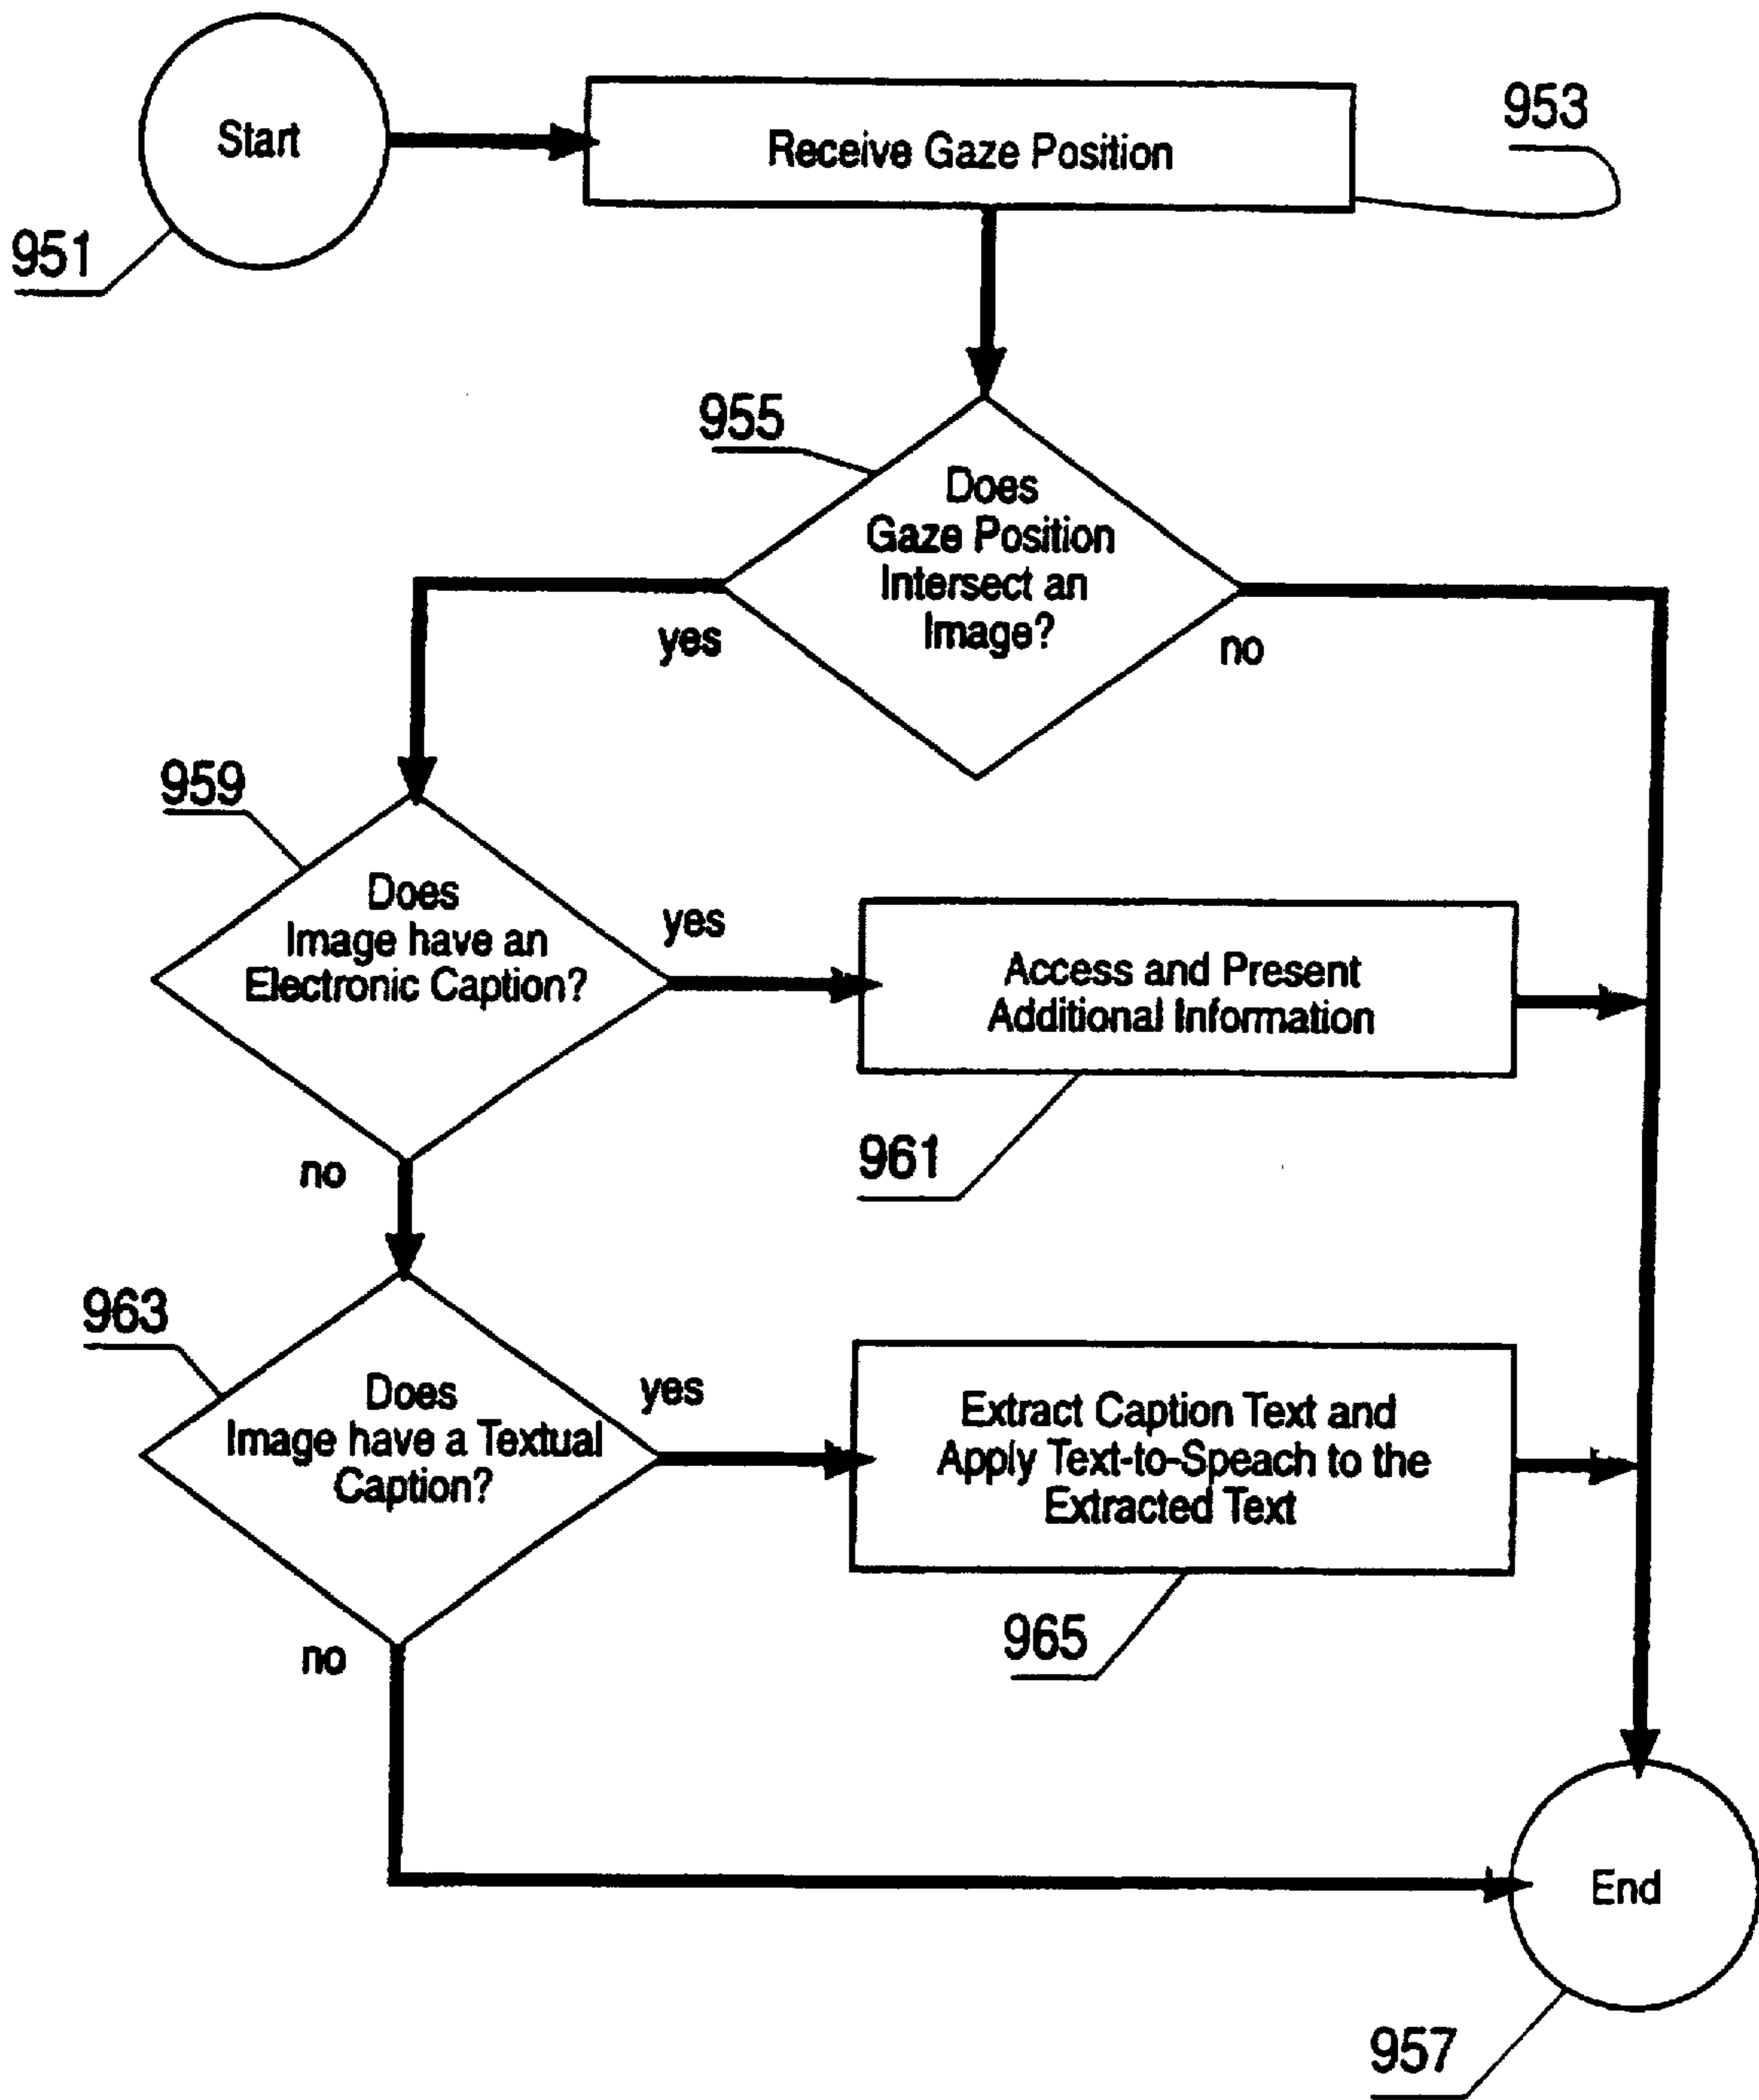 Start
951
Receive Gaze Position
953
955
Does
Gaze Position
Intersect an
Image?
yes
no
959
Does
Image have an
Electronic Caption?
yes
no
Access and Present
Additional Information
961
963
Does
Image have a Textual
Caption?
yes
no
Extract Caption Text and
Apply Text-to-Speach to the
Extracted Text
965
End
957